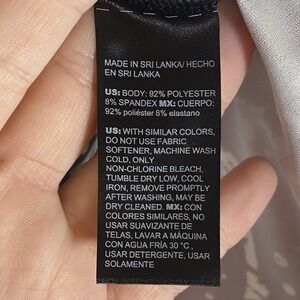 MADE IN SRI LANKA/ HECHO
EN SRI LANKA
US: BODY: 92% POLYESTER
8% SPANDEX MX: CUERPO:
92% poliéster 8% elastano
US: WITH SIMILAR COLORS,
DO NOT USE FABRIC
SOFTENER, MACHINE WASH
COLD, ONLY
NON-CHLORINE BLEACH,
TUMBLE DRY LOW, COOL
IRON, REMOVE PROMPTLY
AFTER WASHING, MAY BE
DRY CLEANED. MX: CON
COLORES SIMILARES, NO
USAR SUAVIZANTE DE
TELAS, LAVAR A MÁQUINA
CON AGUA FRÍA 30 °C ,
USAR DETERGENTE, USAR
SOLAMENTE